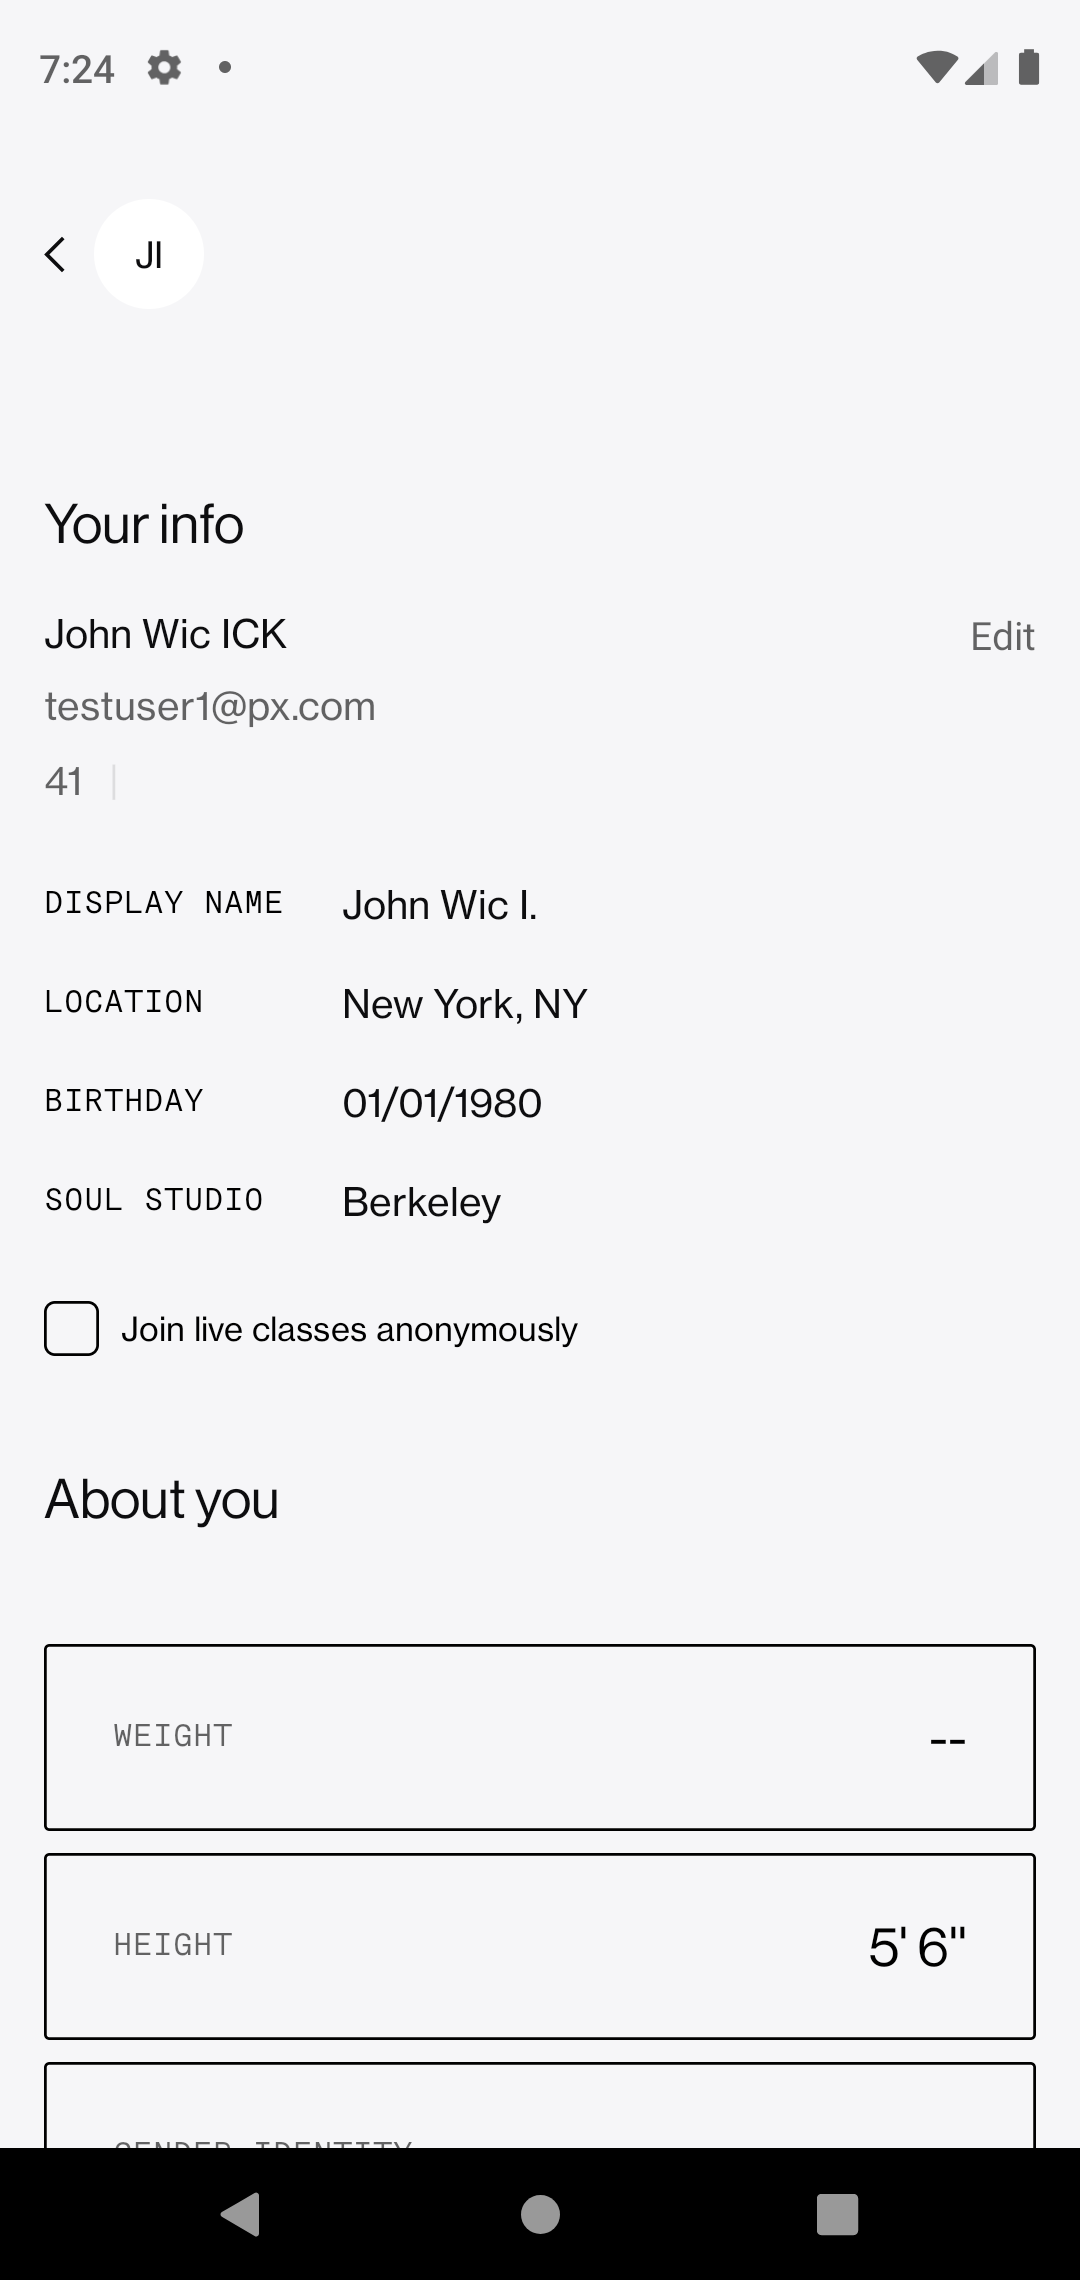 7:24
JI
Your info
John Wic ICK
Edit
testuser1@px.com
41
DISPLAY NAME John Wic I.
LOCATION New York, NY
BIRTHDAY 01/01/1980
SOUL STUDIO Berkeley
Join live classes anonymously
About you
WEIGHT --
HEIGHT 5' 6"
GENDER IDENTITY